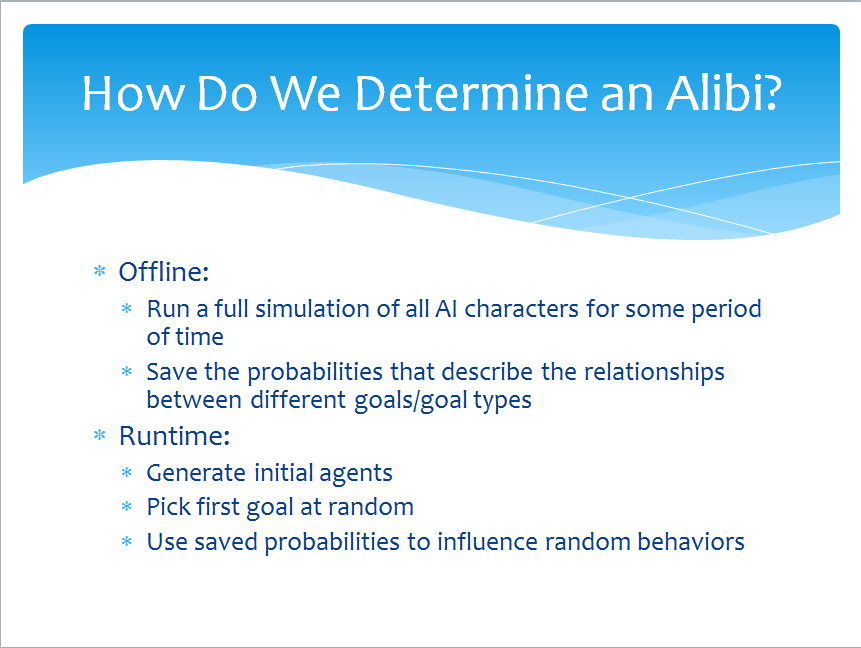 How Do We Determine an Alibi?
* Offline:
* Run a full simulation of all AI characters for some period
of time
* Save the probabilities that describe the relationships
between different goals/goal types
* Runtime:
* Generate initial agents
* Pick first goal at random
* Use saved probabilities to influence random behaviors